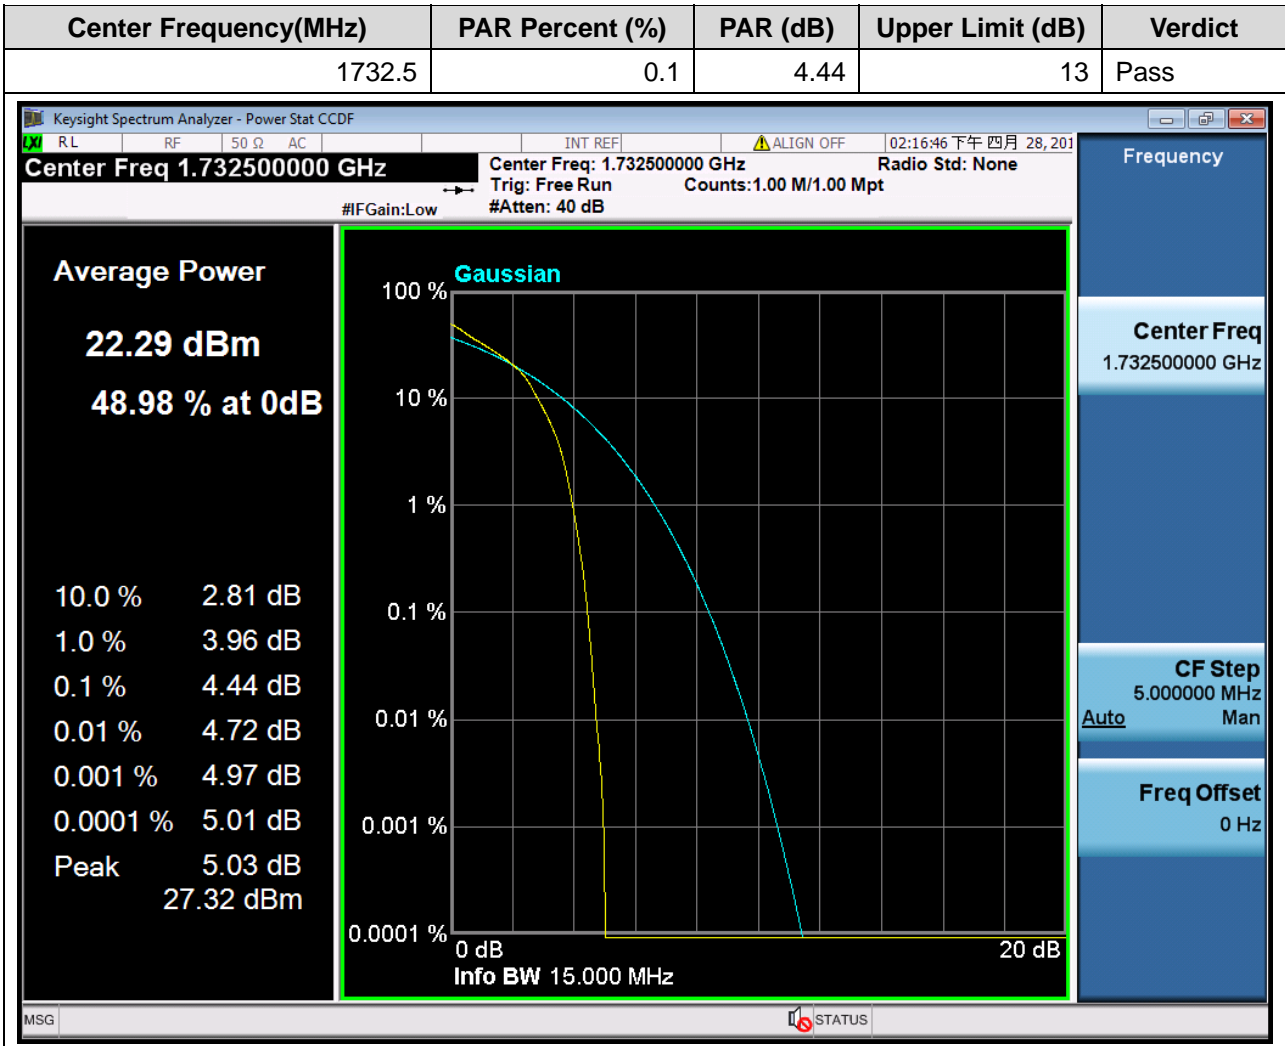 Center Frequency(MHz) PAR Percent (%) PAR (dB) Upper Limit (dB) Verdict
1732.5 0.1 4.44 13 Pass
Keysight Spectrum Analyzer - Power Stat CCDF
LXI RL RF 50 Ω AC INT REF ALIGN OFF 02:16:46 下午 四月 28, 201
Center Freq 1.732500000 GHz
Center Freq: 1.732500000 GHz Radio Std: None
Trig: Free Run Counts:1.00 M/1.00 Mpt
#IFGain:Low #Atten: 40 dB
Frequency
Average Power
22.29 dBm
48.98 % at 0dB
10.0 % 2.81 dB
1.0 % 3.96 dB
0.1 % 4.44 dB
0.01 % 4.72 dB
0.001 % 4.97 dB
0.0001 % 5.01 dB
Peak 5.03 dB
27.32 dBm
Gaussian
100 %
10 %
1 %
0.1 %
0.01 %
0.001 %
0.0001 %
0 dB 20 dB
Info BW 15.000 MHz
Center Freq
1.732500000 GHz
CF Step
5.000000 MHz
Auto Man
Freq Offset
0 Hz
MSG STATUS